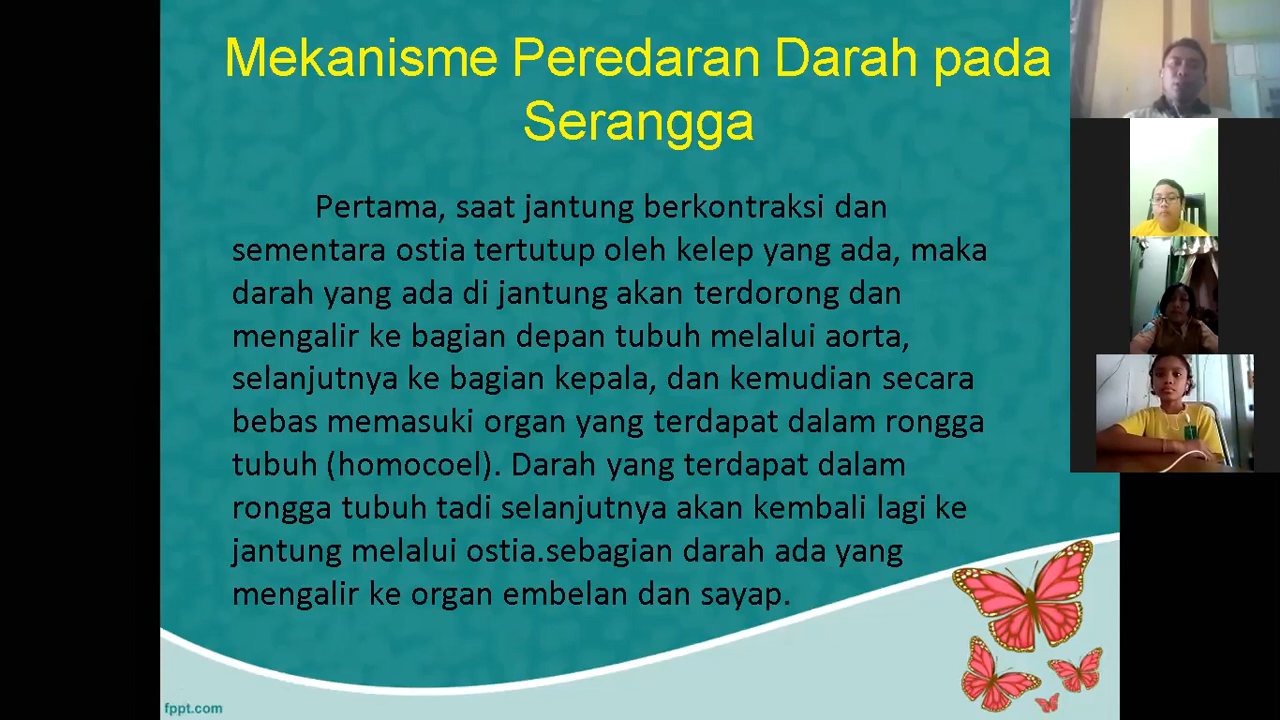 Mekanisme Peredaran Darah pada
Serangga
Pertama, saat jantung berkontraksi dan
sementara ostia tertutup oleh kelep yang ada, maka
darah yang ada di jantung akan terdorong dan
mengalir ke bagian depan tubuh melalui aorta,
selanjutnya ke bagian kepala, dan kemudian secara
bebas memasuki organ yang terdapat dalam rongga
tubuh (homocoel). Darah yang terdapat dalam
rongga tubuh tadi selanjutnya akan kembali lagi ke
jantung melalui ostia.sebagian darah ada yang
mengalir ke organ embelan dan sayap.
fppt.com